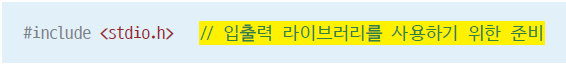 #include <stdio.h> // 입출력 라이브러리를 사용하기 위한 준비